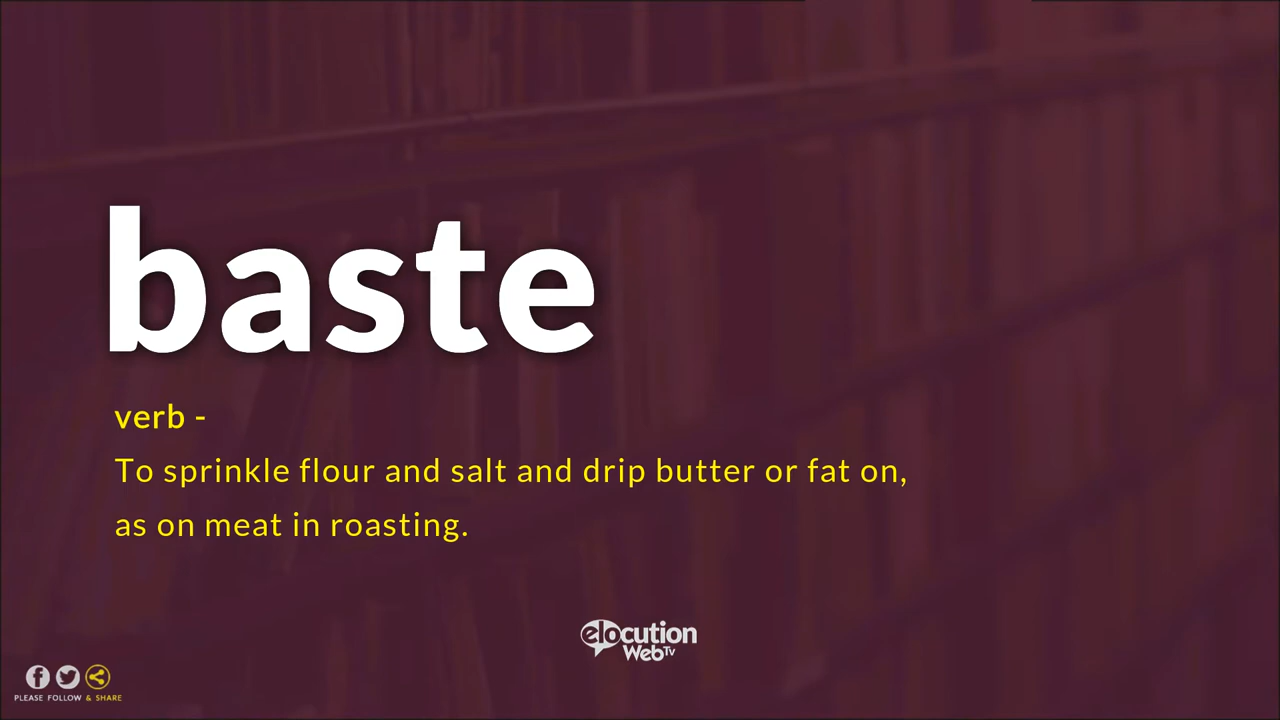 baste
verb -
To sprinkle flour and salt and drip butter or fat on,
as on meat in roasting.
elocution
WebTv
PLEASE FOLLOW & SHARE